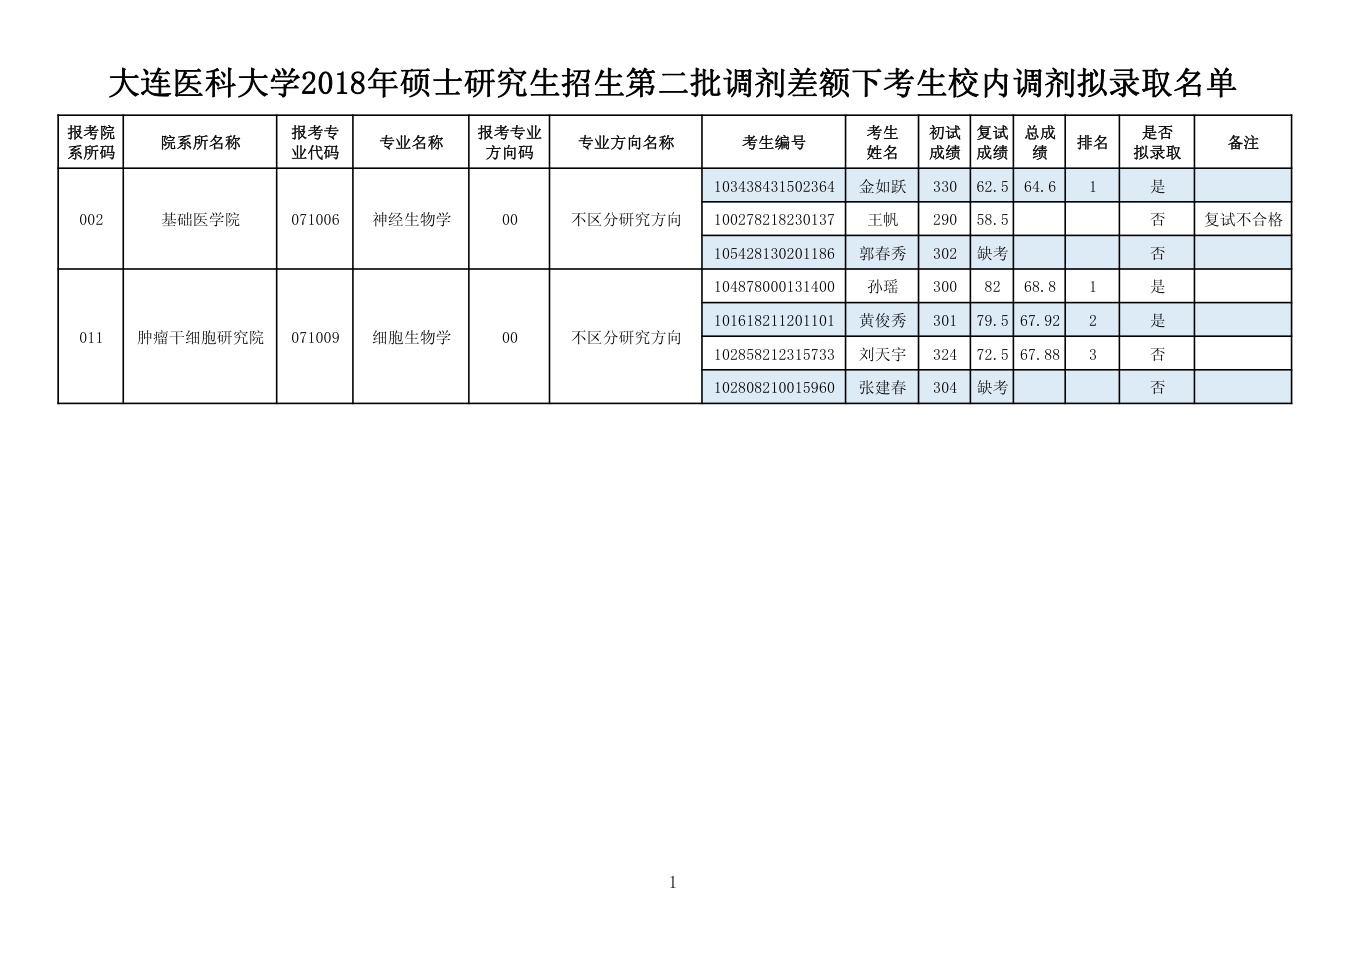 大连医科大学2018年硕士研究生招生第二批调剂差额下考生校内调剂拟录取名单
报考院系所码 院系所名称 报考专业代码 专业名称 报考专业方向码 专业方向名称 考生编号 考生姓名 初试成绩 复试成绩 总成绩 排名 是否拟录取 备注
002 基础医学院 071006 神经生物学 00 不区分研究方向 103438431502364 金如跃 330 62.5 64.6 1 是
100278218230137 王帆 290 58.5 否 复试不合格
105428130201186 郭春秀 302 缺考 否
011 肿瘤干细胞研究院 071009 细胞生物学 00 不区分研究方向 104878000131400 孙瑶 300 82 68.8 1 是
101618211201101 黄俊秀 301 79.5 67.92 2 是
102858212315733 刘天宇 324 72.5 67.88 3 否
102808210015960 张建春 304 缺考 否
1